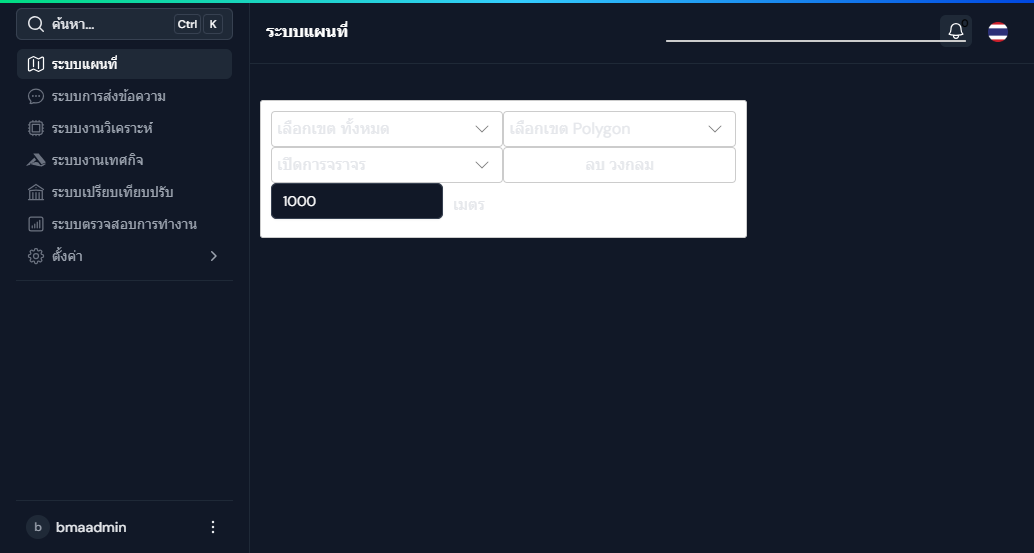 ค้นหา... Ctrl K
ระบบแผนที่
ระบบการส่งข้อความ
ระบบงานวิเคราะห์
ระบบงานเทศกิจ
ระบบเปรียบเทียบปรับ
ระบบตรวจสอบการทำงาน
ตั้งค่า
b bmaadmin
ระบบแผนที่
0
เลือกเขต ทั้งหมด
เลือกเขต Polygon
เปิดการจราจร
ลบ วงกลม
1000 เมตร